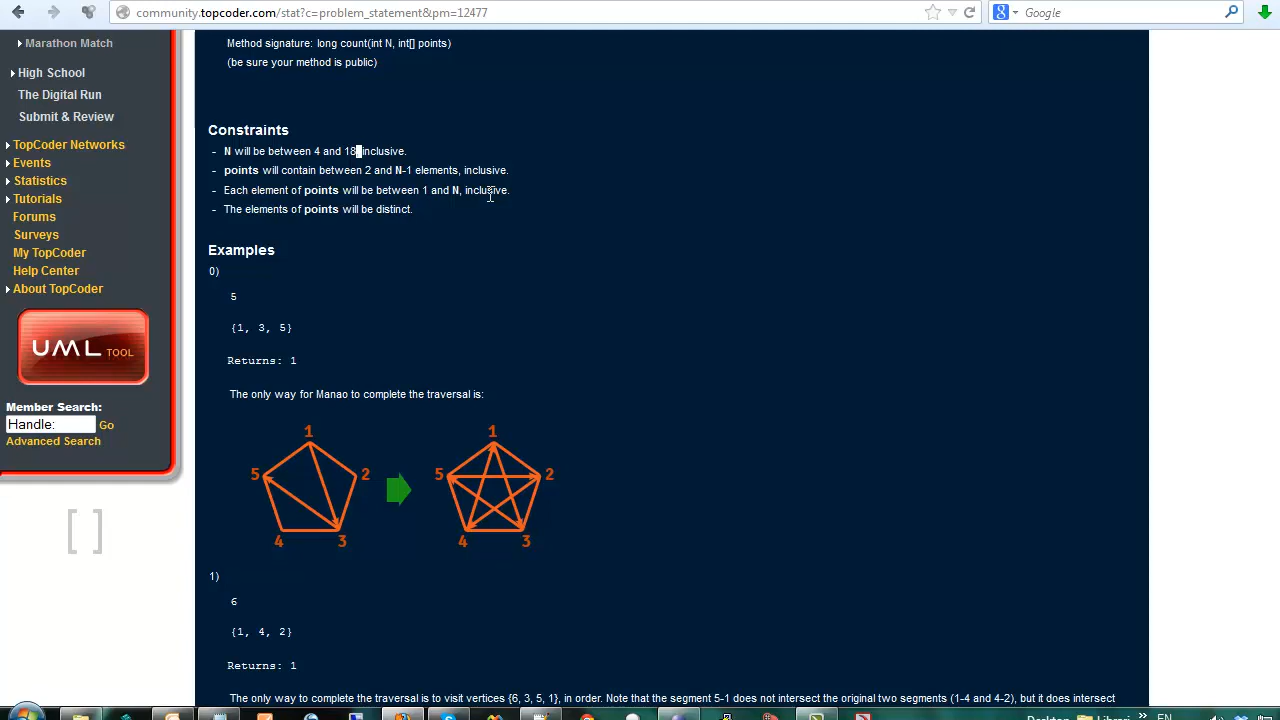 community.topcoder.com/stat?c=problem_statement&pm=12477
Google
Marathon Match
High School
The Digital Run
Submit & Review
TopCoder Networks
Events
Statistics
Tutorials
Forums
Surveys
My TopCoder
Help Center
About TopCoder
UML TOOL
Member Search:
Handle:
Go
Advanced Search
[ ]
Method signature: long count(int N, int[] points)
(be sure your method is public)
Constraints
- N will be between 4 and 18 inclusive.
- points will contain between 2 and N-1 elements, inclusive.
- Each element of points will be between 1 and N, inclusive.
- The elements of points will be distinct.
Examples
0)
5
{1, 3, 5}
Returns: 1
The only way for Manao to complete the traversal is:
1
5
2
4
3
1
5
2
4
3
1)
6
{1, 4, 2}
Returns: 1
The only way to complete the traversal is to visit vertices {6, 3, 5, 1}, in order. Note that the segment 5-1 does not intersect the original two segments (1-4 and 4-2), but it does intersect
Desktop
Librari
EN